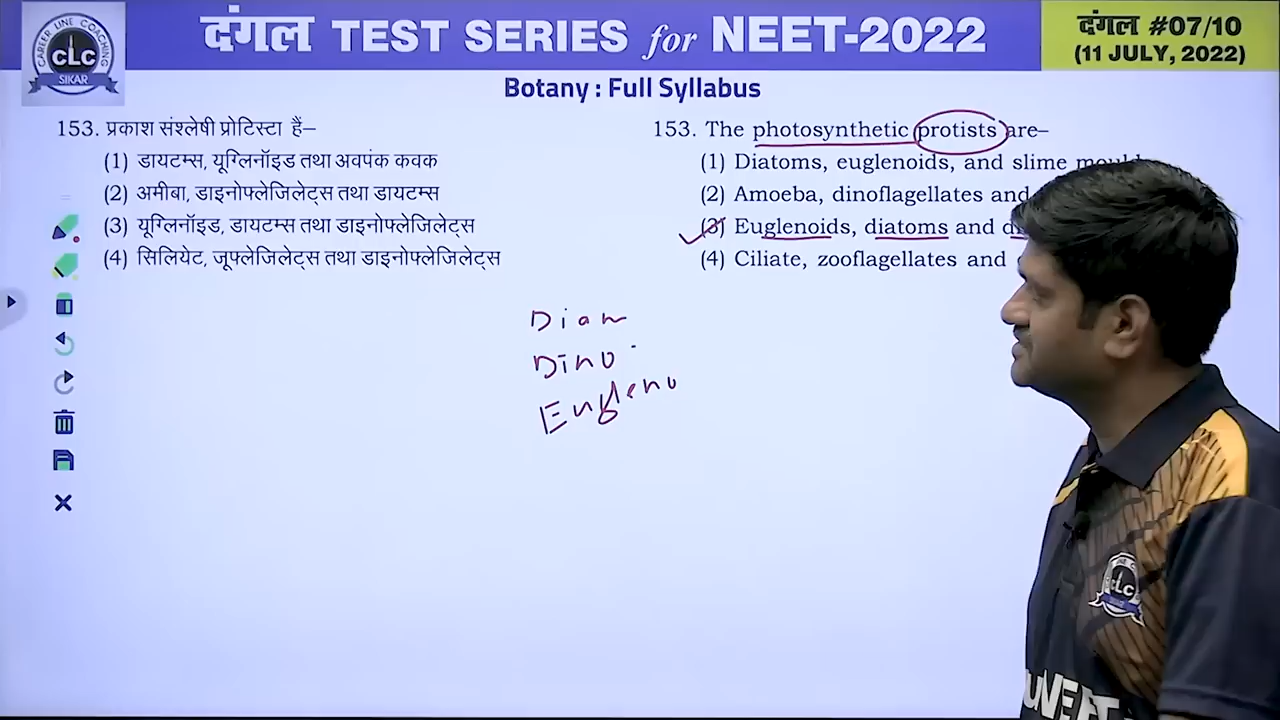 CAREER LINE COACHING
CLC
SIKAR
दंगल TEST SERIES for NEET-2022
दंगल #07/10
(11 JULY, 2022)
Botany : Full Syllabus
153. प्रकाश संश्लेषी प्रोटिस्टा हैं–
(1) डायटम्स, यूग्लिनॉइड तथा अवपंक कवक
(2) अमीबा, डाइनोफ्लेजिलेट्स तथा डायटम्स
(3) यूग्लिनॉइड, डायटम्स तथा डाइनोफ्लेजिलेट्स
(4) सिलियेट, जूफ्लेजिलेट्स तथा डाइनोफ्लेजिलेट्स
153. The photosynthetic protists are–
(1) Diatoms, euglenoids, and slime
(2) Amoeba, dinoflagellates and
(3) Euglenoids, diatoms and
(4) Ciliate, zooflagellates and
Dino
Eugleno
CLC